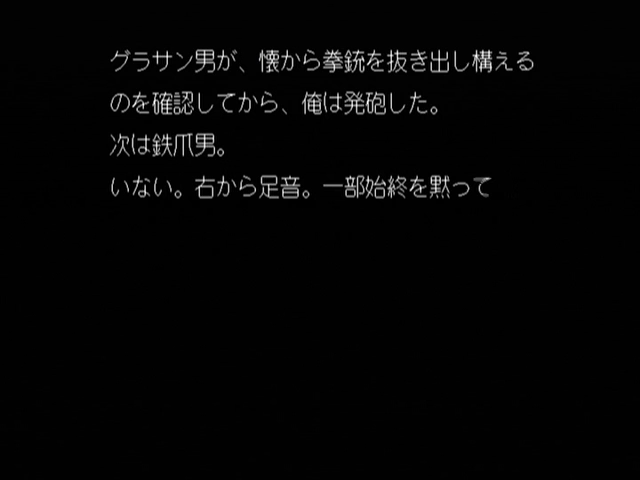 グラサン男が、懐から拳銃を抜き出し構える
のを確認してから、俺は発砲した。
次は鉄爪男。
いない。右から足音。一部始終を黙って